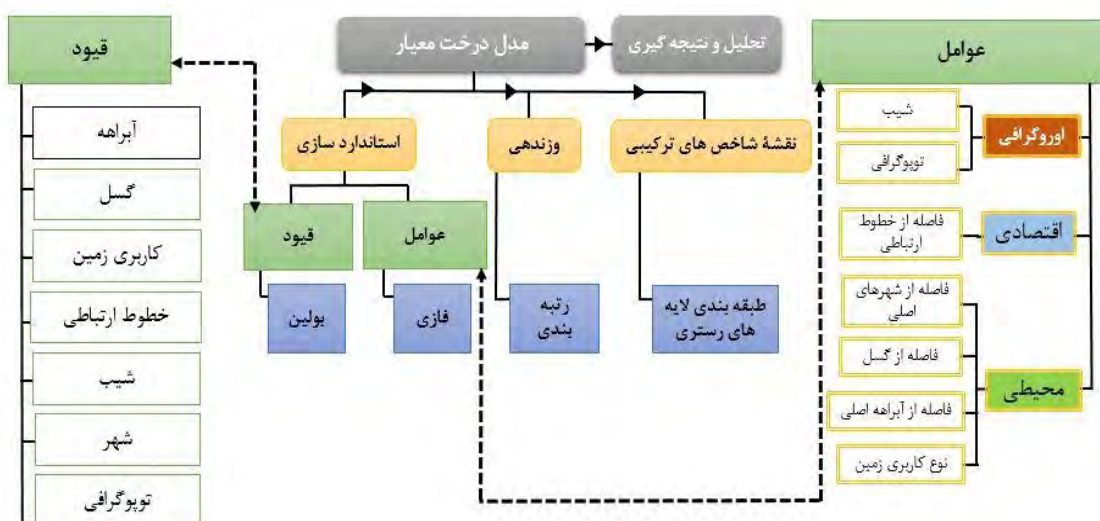 عوامل
اوروگرافی
شیب
توپوگرافی
اقتصادی
فاصله از خطوط
ارتباطی
محیطی
فاصله از شهرهای
اصلی
فاصله از گسل
فاصله از آبراهه اصلی
نوع کاربری زمین
مدل درخت معیار
تحلیل و نتیجه گیری
نقشهٔ شاخص های ترکیبی
طبقه بندی لایه
های رستری
وزندهی
رتبه
بندی
استاندارد سازی
عوامل
فازی
قیود
بولین
قیود
آبراهه
گسل
کاربری زمین
خطوط ارتباطی
شیب
شهر
توپوگرافی